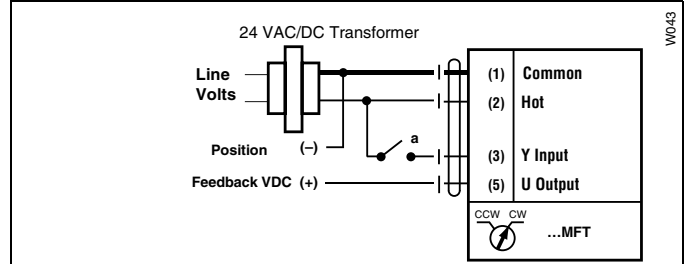 W043
24 VAC/DC Transformer
Line
Volts
(1) Common
(2) Hot
a
Position (–)
(3) Y Input
Feedback VDC (+)
(5) U Output
CCW CW
...MFT